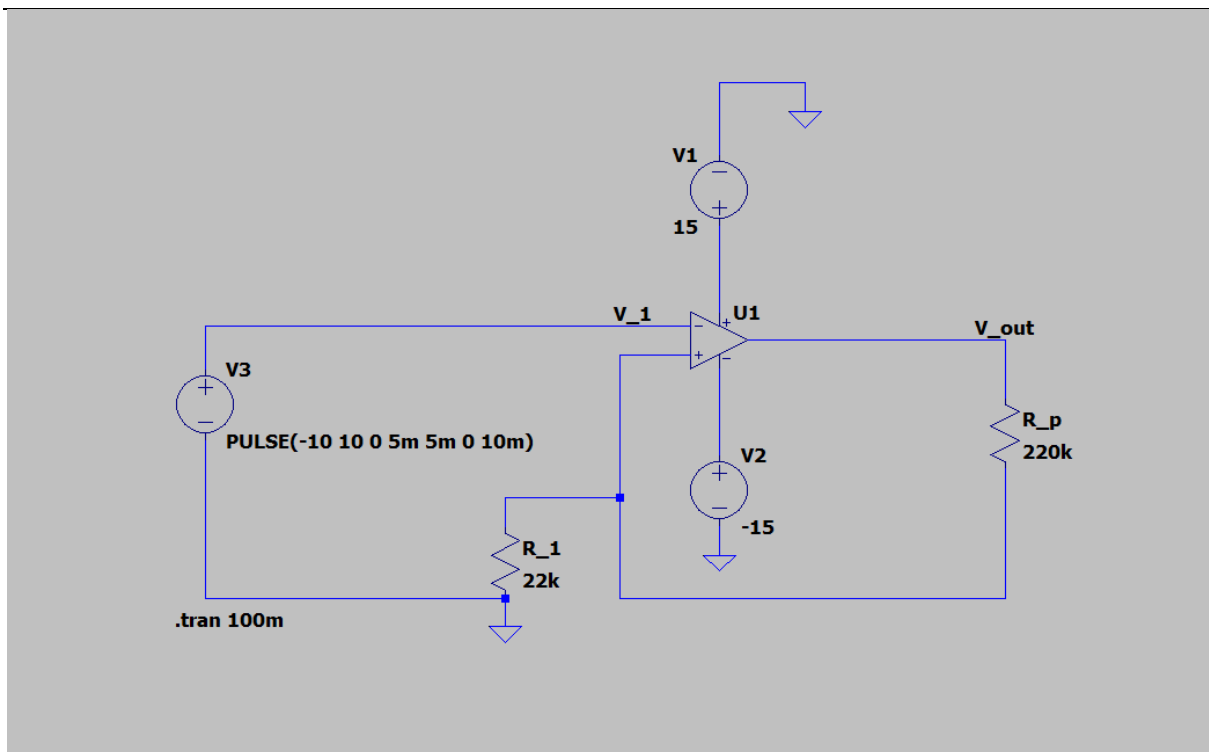 V1
15
V_1
U1
V_out
V3
PULSE(-10 10 0 5m 5m 0 10m)
R_p
220k
V2
-15
R_1
22k
.tran 100m